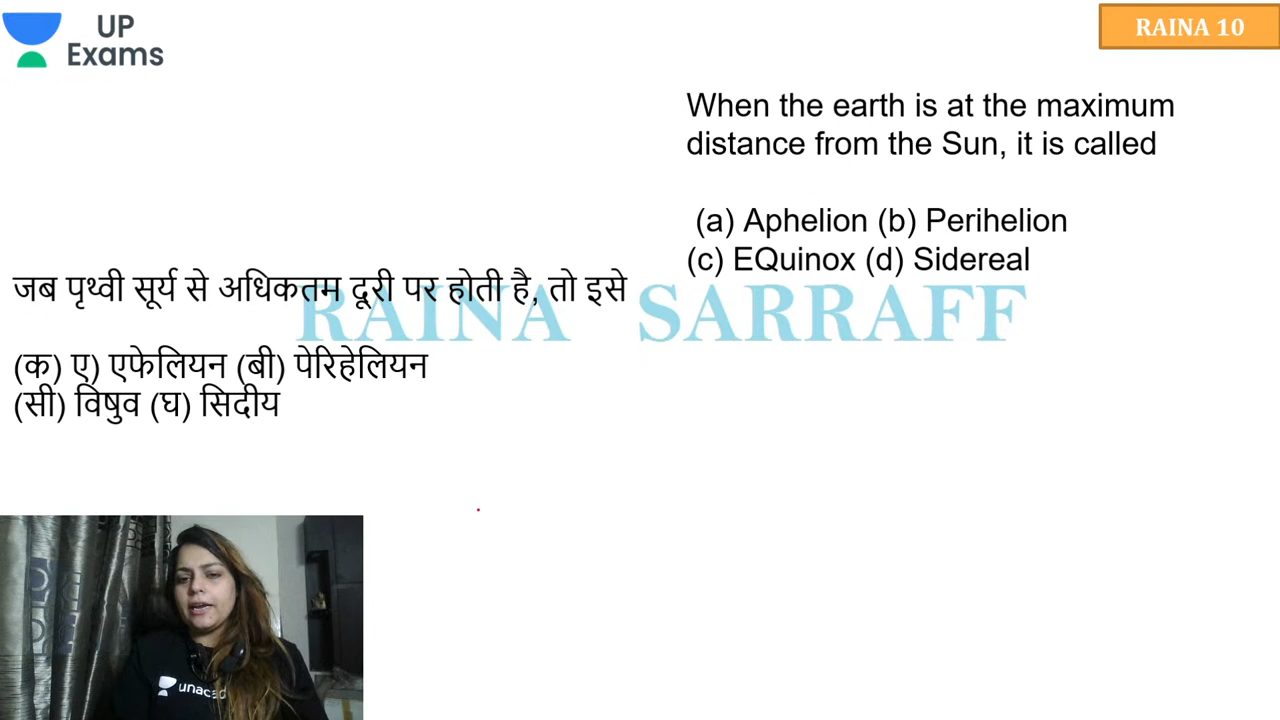 UP
Exams
RAINA 10
When the earth is at the maximum
distance from the Sun, it is called
(a) Aphelion (b) Perihelion
(c) EQuinox (d) Sidereal
जब पृथ्वी सूर्य से अधिकतम दूरी पर होती है, तो इसे
RAINA SARRAFF
(क) ए) एफेलियन (बी) पेरिहेलियन
(सी) विषुव (घ) सिदीय
unacad